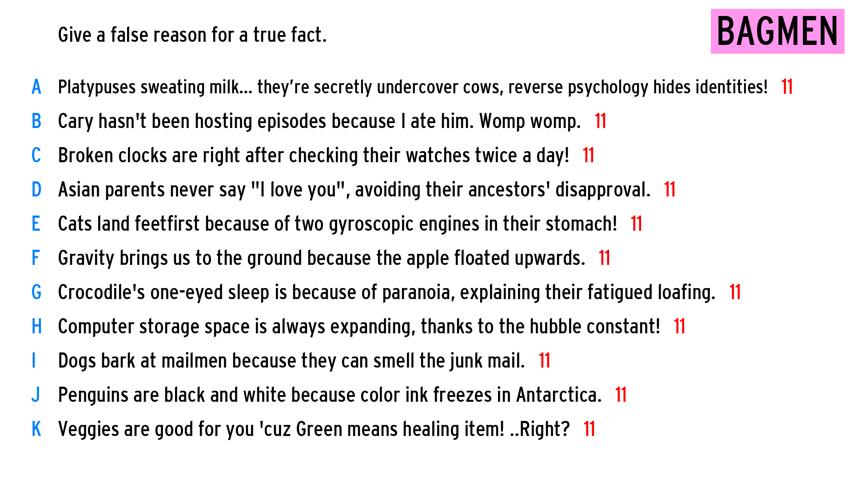 Give a false reason for a true fact.
BAGMEN
A Platypuses sweating milk... they're secretly undercover cows, reverse psychology hides identities! 11
B Cary hasn't been hosting episodes because I ate him. Womp womp. 11
C Broken clocks are right after checking their watches twice a day! 11
D Asian parents never say "I love you", avoiding their ancestors' disapproval. 11
E Cats land feetfirst because of two gyroscopic engines in their stomach! 11
F Gravity brings us to the ground because the apple floated upwards. 11
G Crocodile's one-eyed sleep is because of paranoia, explaining their fatigued loafing. 11
H Computer storage space is always expanding, thanks to the hubble constant! 11
I Dogs bark at mailmen because they can smell the junk mail. 11
J Penguins are black and white because color ink freezes in Antarctica. 11
K Veggies are good for you 'cuz Green means healing item! ..Right? 11